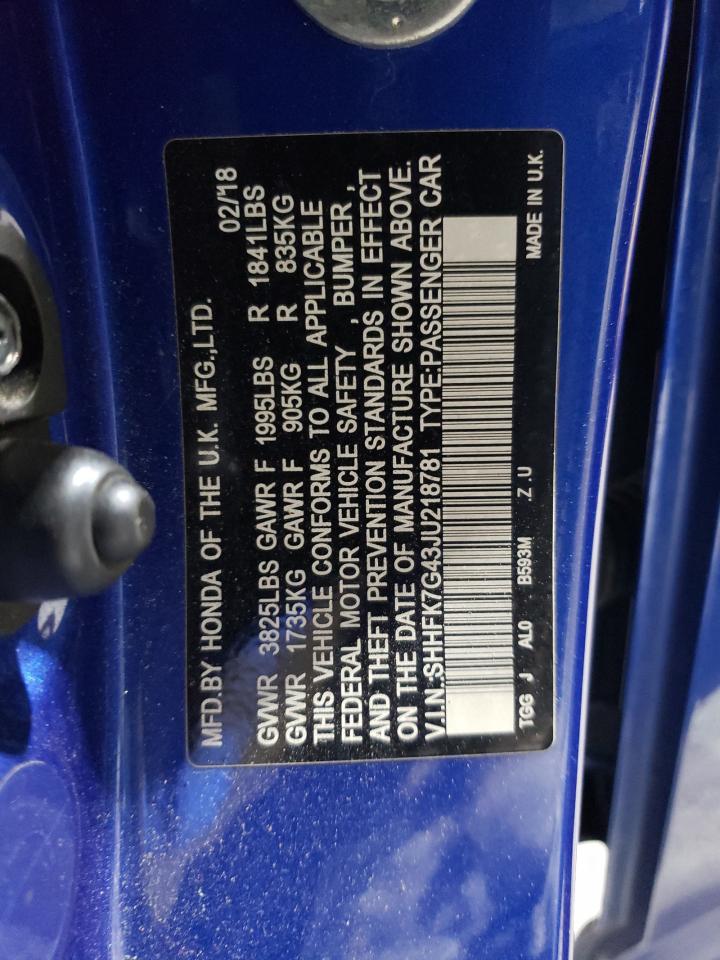 MFD.BY HONDA OF THE U.K. MFG.,LTD. 02/18
GVWR 3825LBS GAWR F 1995LBS R 1841LBS
GVWR 1735KG GAWR F 905KG R 835KG
THIS VEHICLE CONFORMS TO ALL APPLICABLE
FEDERAL MOTOR VEHICLE SAFETY , BUMPER ,
AND THEFT PREVENTION STANDARDS IN EFFECT
ON THE DATE OF MANUFACTURE SHOWN ABOVE.
V.I.N.:SHHFK7G43JU218781 TYPE:PASSENGER CAR
TGG J AL0 B593M Z .U MADE IN U.K.